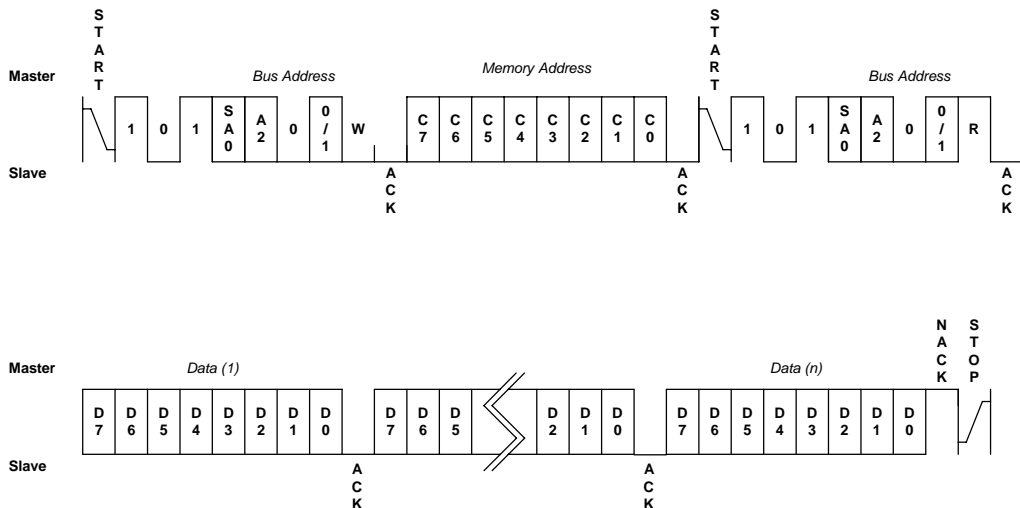 START START
Master Bus Address Memory Address Bus Address
1 0 1 SA0 A2 0 0/1 W C7 C6 C5 C4 C3 C2 C1 C0 1 0 1 SA0 A2 0 0/1 R
Slave ACK ACK ACK
NACK STOP
Master Data (1) Data (n)
D7 D6 D5 D4 D3 D2 D1 D0 D7 D6 D5 D2 D1 D0 D7 D6 D5 D4 D3 D2 D1 D0
Slave ACK ACK